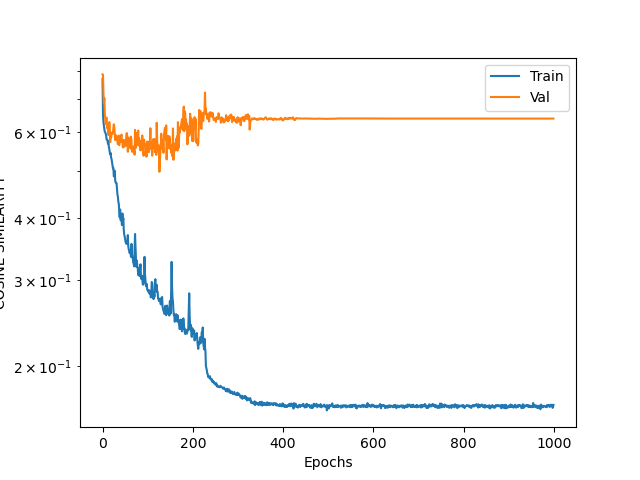 Train
Val
6 × 10⁻¹
4 × 10⁻¹
3 × 10⁻¹
2 × 10⁻¹
COSINE SIMILARITY
0 200 400 600 800 1000
Epochs